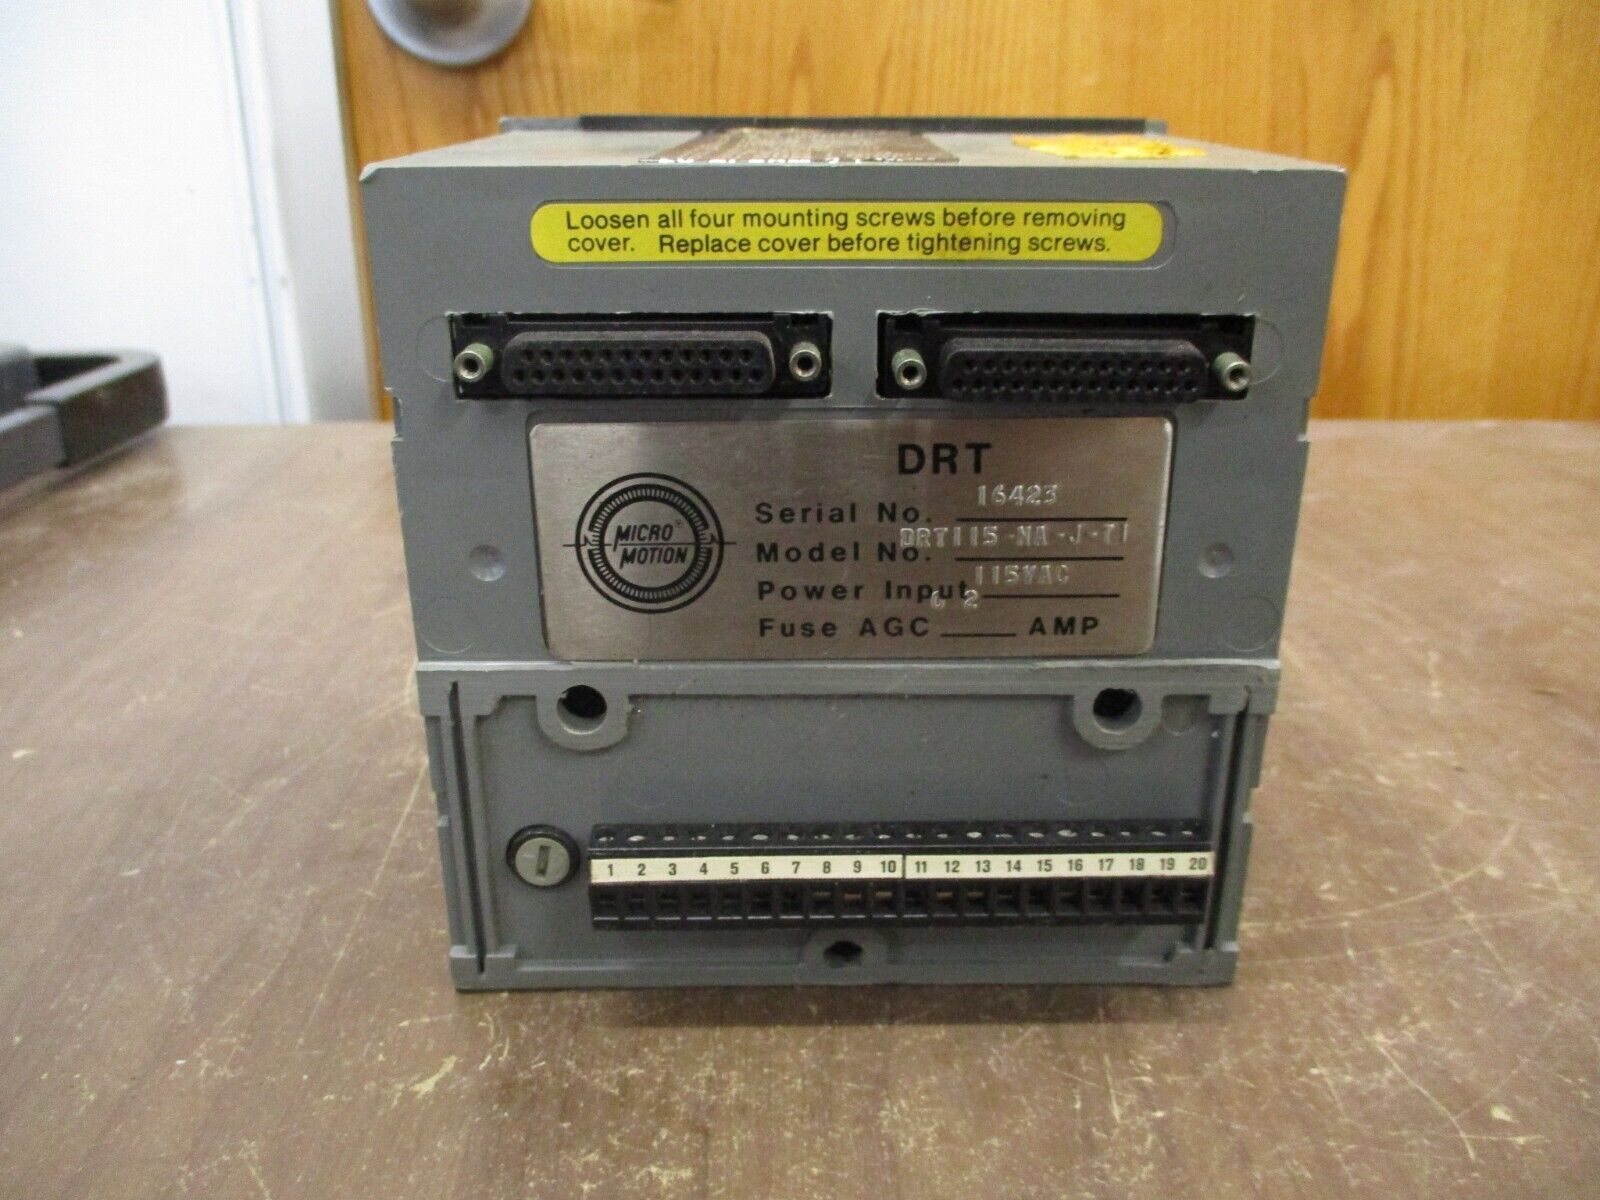 Loosen all four mounting screws before removing
cover. Replace cover before tightening screws.
DRT
MICRO®
MOTION
Serial No. 16423
Model No. DRT115-NA-J-71
Power Input 115VAC
Fuse AGC ____ AMP
1 2 3 4 5 6 7 8 9 10 11 12 13 14 15 16 17 18 19 20